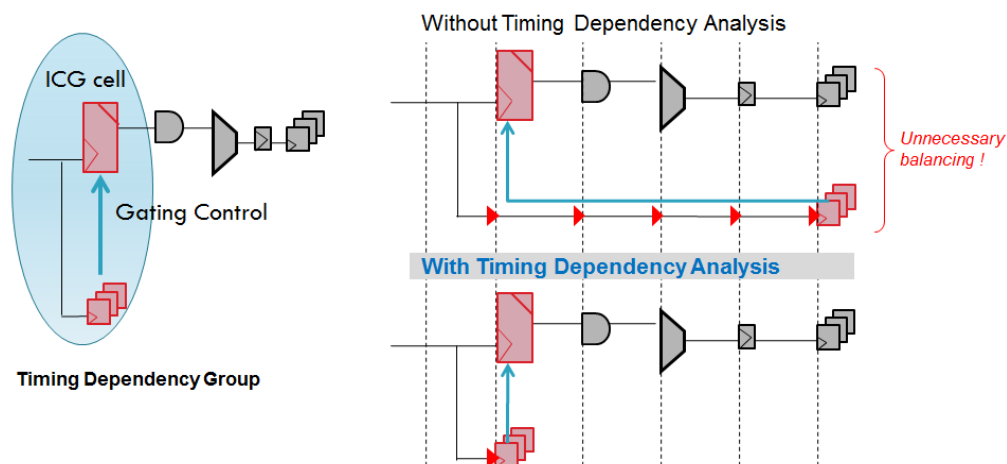 ICG cell
Gating Control
Timing Dependency Group
Without Timing Dependency Analysis
Unnecessary
balancing !
With Timing Dependency Analysis